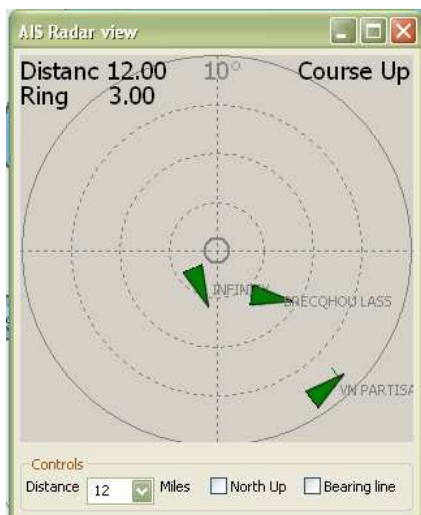 AIS Radar view
Distanc 12.00 10° Course Up
Ring 3.00
INFINITY
BRECQHOU LASS
VN PARTISA
Controls
Distance 12 Miles North Up Bearing line